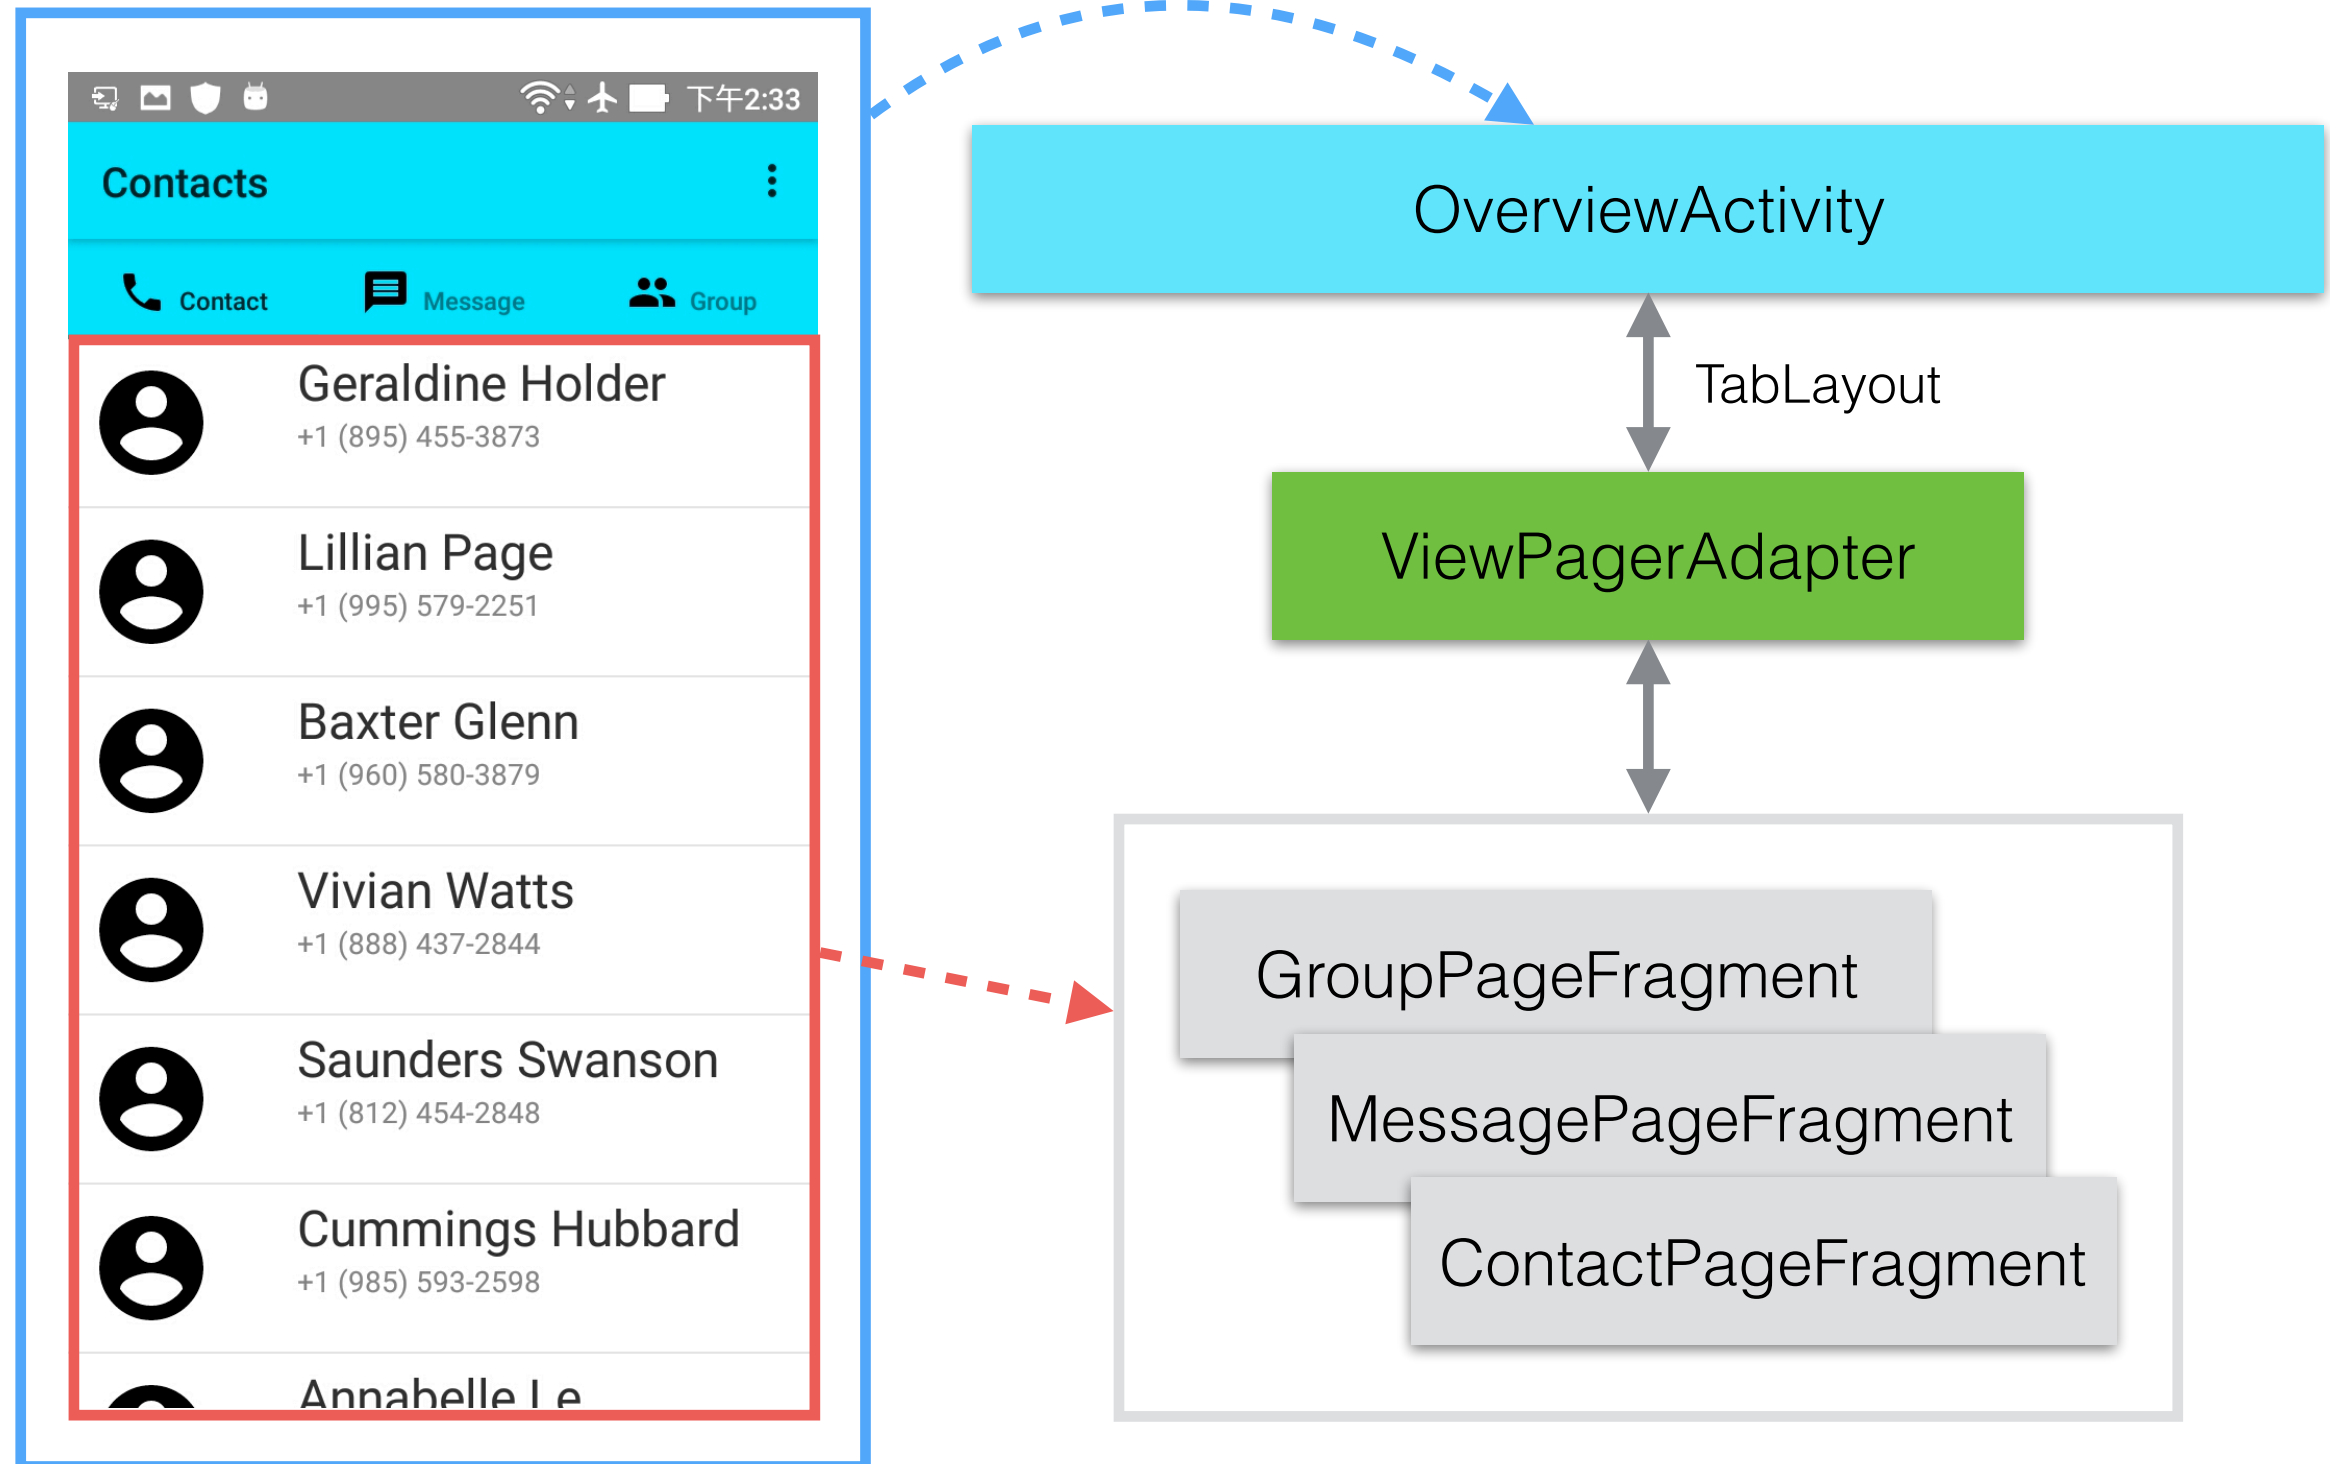 下午2:33
Contacts
Contact Message Group
Geraldine Holder
+1 (895) 455-3873
Lillian Page
+1 (995) 579-2251
Baxter Glenn
+1 (960) 580-3879
Vivian Watts
+1 (888) 437-2844
Saunders Swanson
+1 (812) 454-2848
Cummings Hubbard
+1 (985) 593-2598
Annabelle Le
OverviewActivity
TabLayout
ViewPagerAdapter
GroupPageFragment
MessagePageFragment
ContactPageFragment